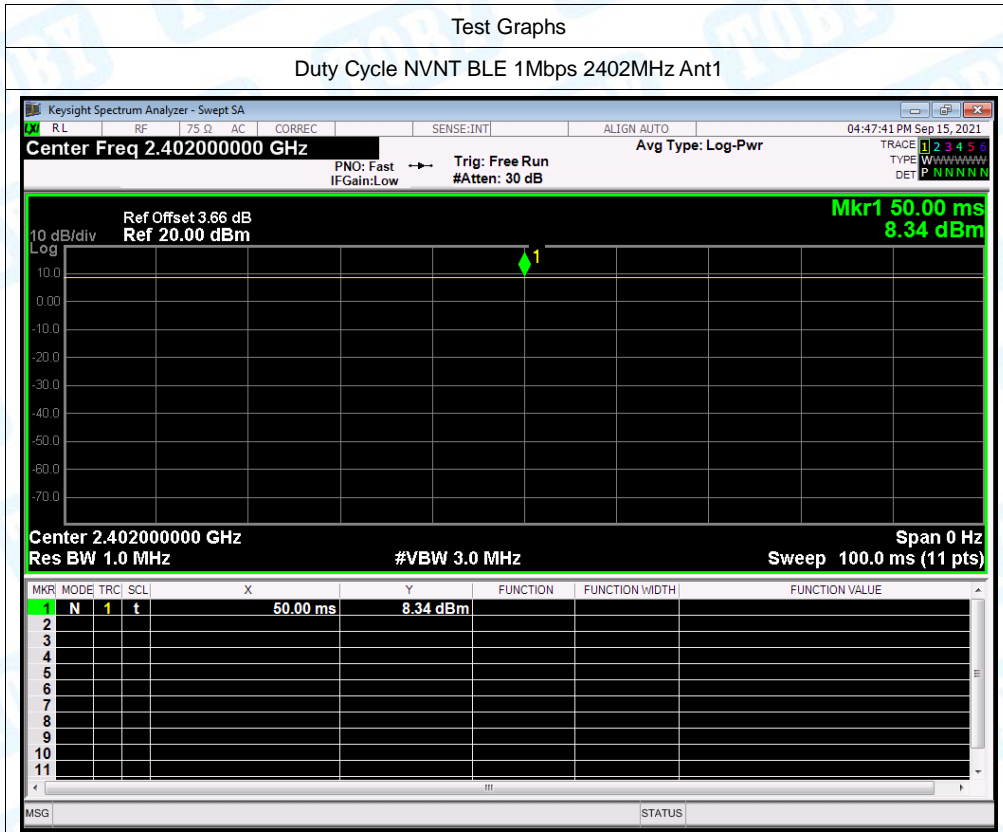 Test Graphs
Duty Cycle NVNT BLE 1Mbps 2402MHz Ant1
Keysight Spectrum Analyzer - Swept SA
LXI RL RF 75 Ω AC CORREC SENSE:INT ALIGN AUTO 04:47:41 PM Sep 15, 2021
Center Freq 2.402000000 GHz Avg Type: Log-Pwr TRACE 1 2 3 4 5 6
PNO: Fast Trig: Free Run TYPE WWWWWW
IFGain:Low #Atten: 30 dB DET P N N N N N
Mkr1 50.00 ms
Ref Offset 3.66 dB
10 dB/div Ref 20.00 dBm 8.34 dBm
Log
1
10.0
0.00
-10.0
-20.0
-30.0
-40.0
-50.0
-60.0
-70.0
Center 2.402000000 GHz Span 0 Hz
Res BW 1.0 MHz #VBW 3.0 MHz Sweep 100.0 ms (11 pts)
MKR MODE TRC SCL X Y FUNCTION FUNCTION WIDTH FUNCTION VALUE
1 N 1 t 50.00 ms 8.34 dBm
2
3
4
5
6
7
8
9
10
11
MSG STATUS